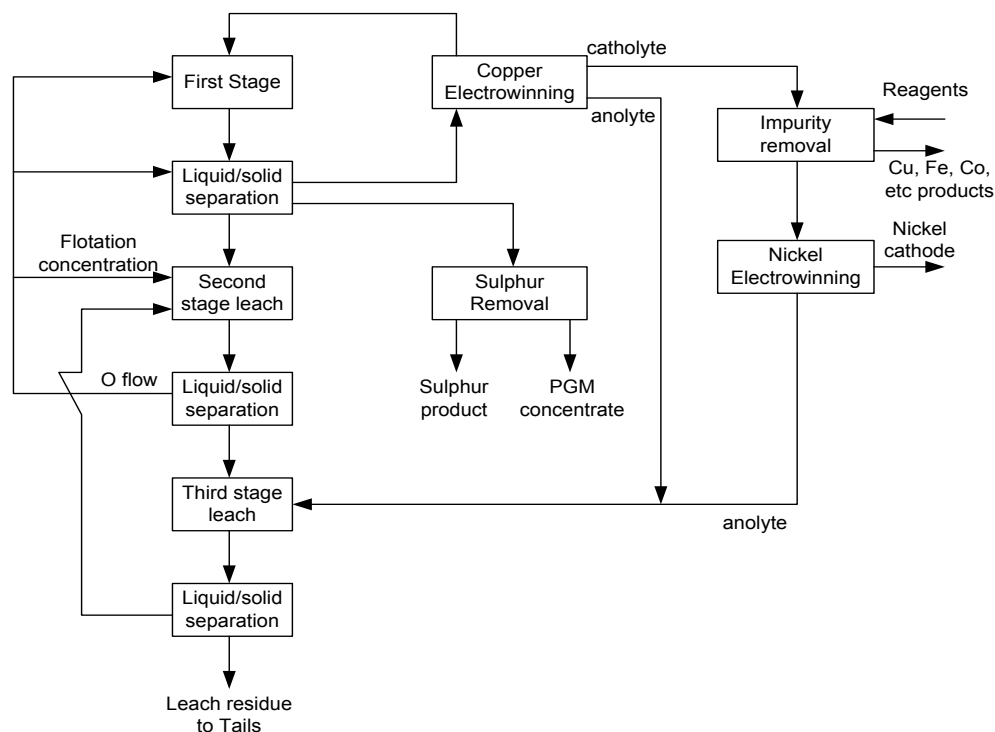 First Stage
Copper
Electrowinning
catholyte
anolyte
Reagents
Impurity
removal
Cu, Fe, Co,
etc products
Liquid/solid
separation
Flotation
concentration
Second
stage leach
Sulphur
Removal
Nickel
Electrowinning
Nickel
cathode
O flow
Liquid/solid
separation
Sulphur
product
PGM
concentrate
Third stage
leach
anolyte
Liquid/solid
separation
Leach residue
to Tails